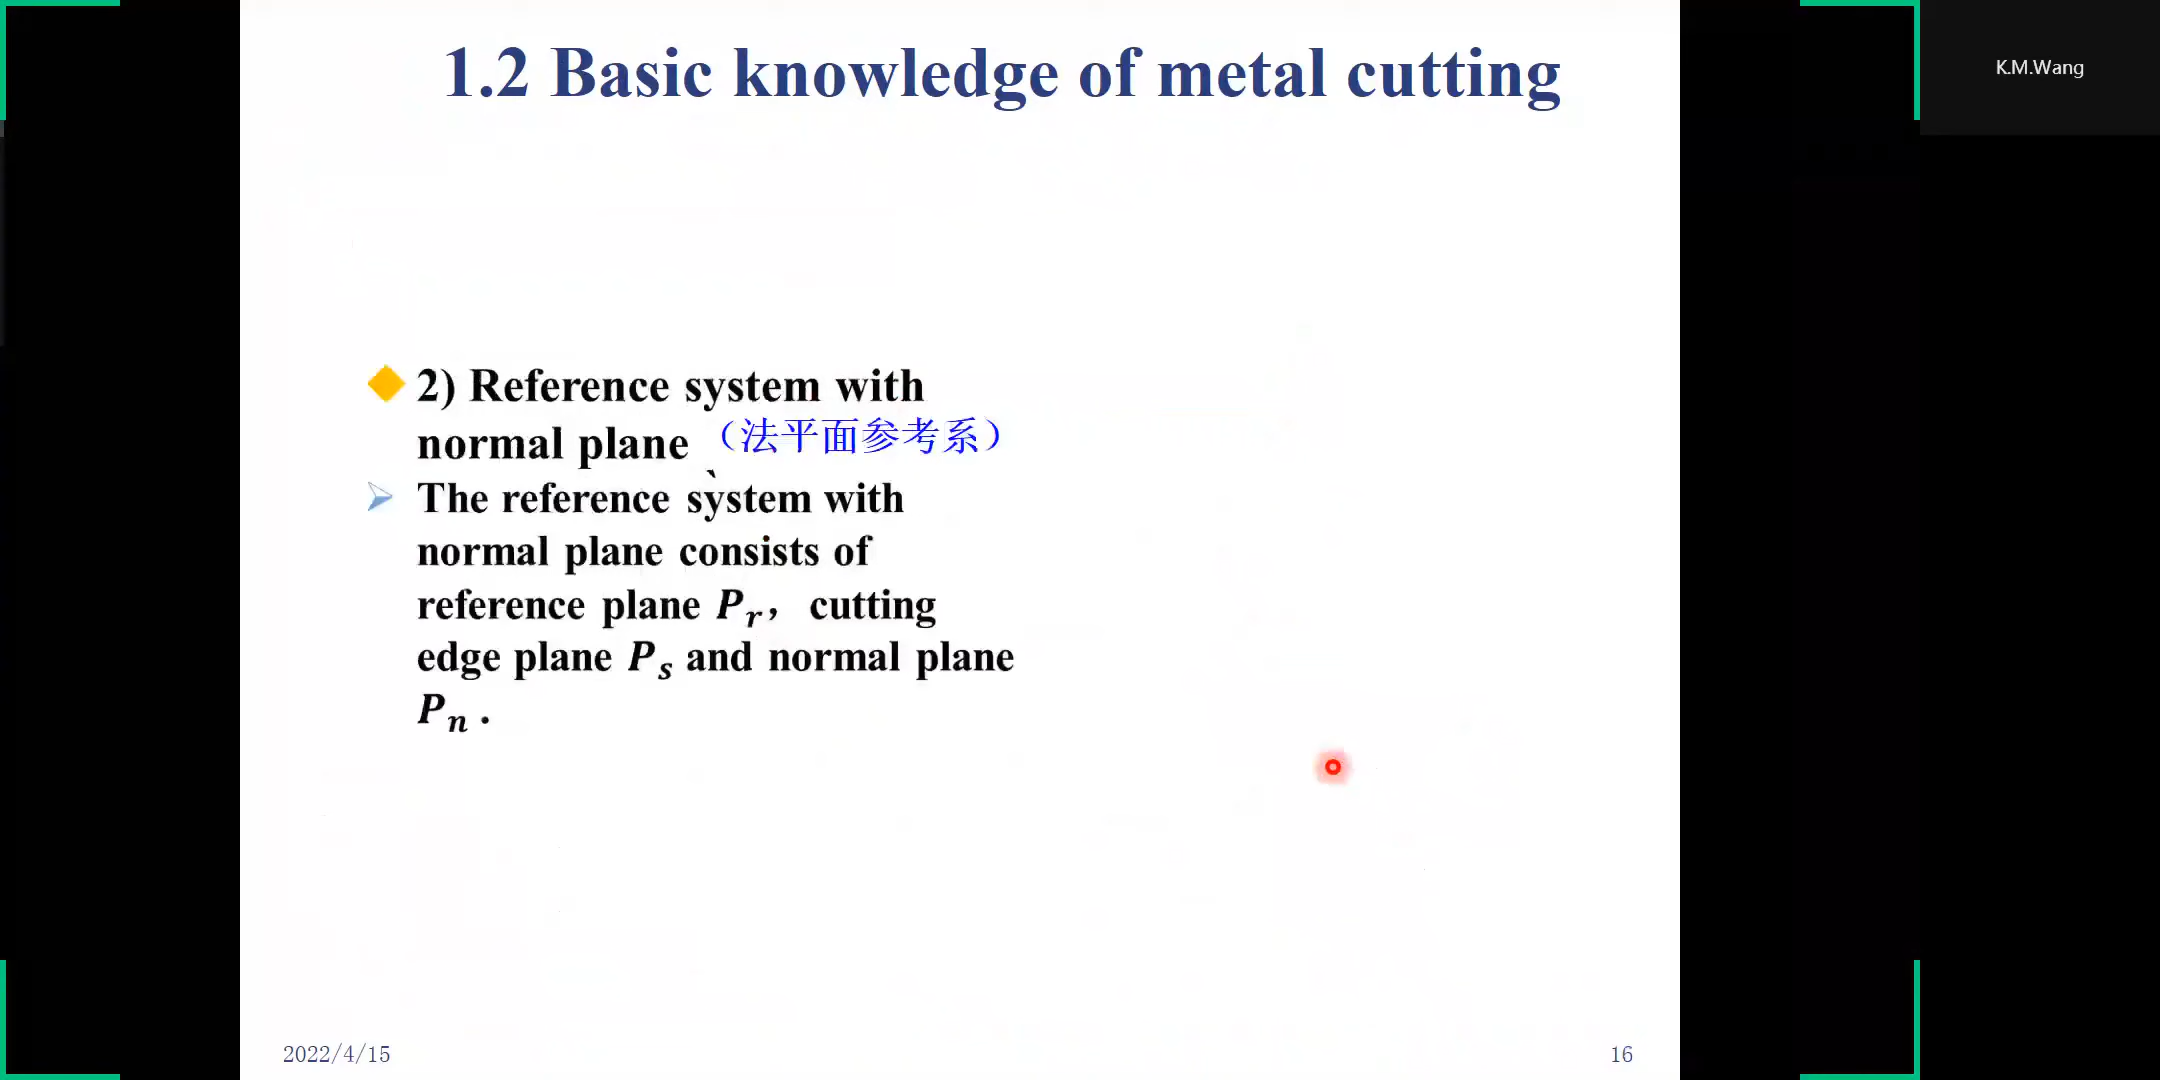 1.2 Basic knowledge of metal cutting
K.M.Wang
2) Reference system with
normal plane （法平面参考系）
The reference system with
normal plane consists of
reference plane Pr， cutting
edge plane Ps and normal plane
Pn .
2022/4/15
16